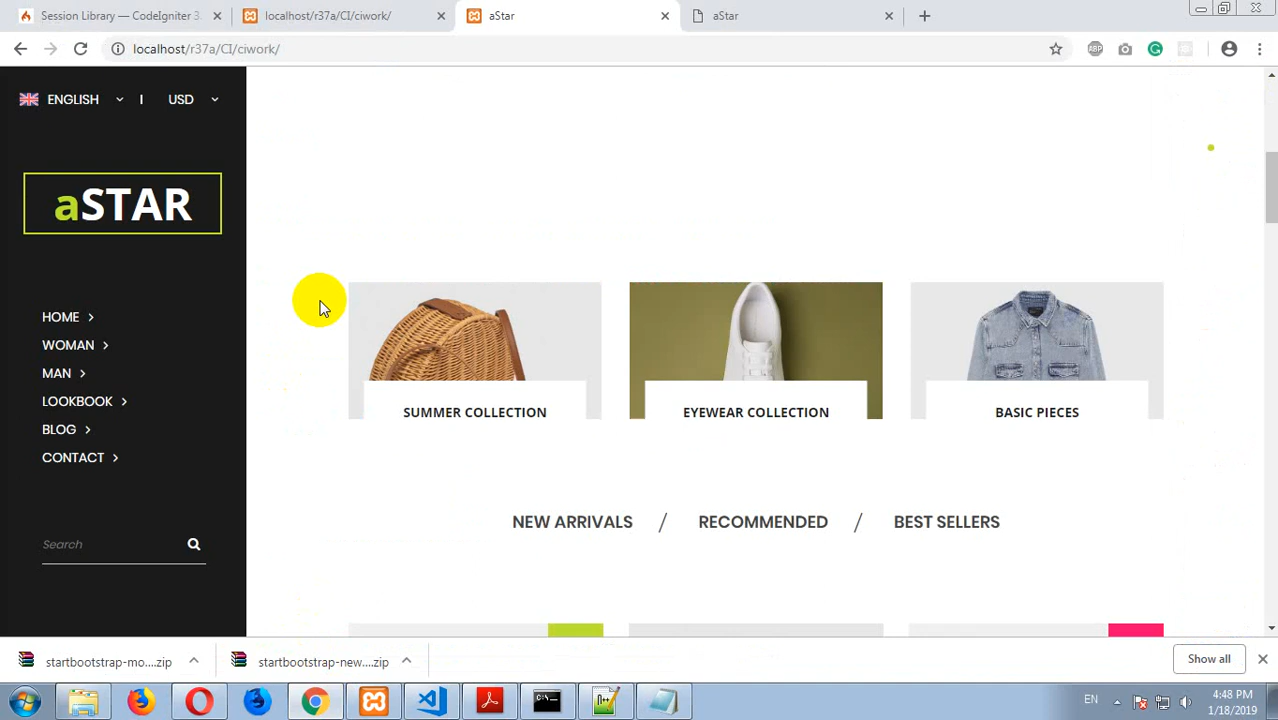 Session Library — CodeIgniter 3.
localhost/r37a/CI/ciwork/
aStar
aStar
localhost/r37a/CI/ciwork/
ABP
ENGLISH | USD
aSTAR
HOME
WOMAN
MAN
LOOKBOOK
BLOG
CONTACT
Search
SUMMER COLLECTION
EYEWEAR COLLECTION
BASIC PIECES
NEW ARRIVALS / RECOMMENDED / BEST SELLERS
startbootstrap-mo....zip
startbootstrap-new....zip
Show all
EN
4:48 PM
1/18/2019